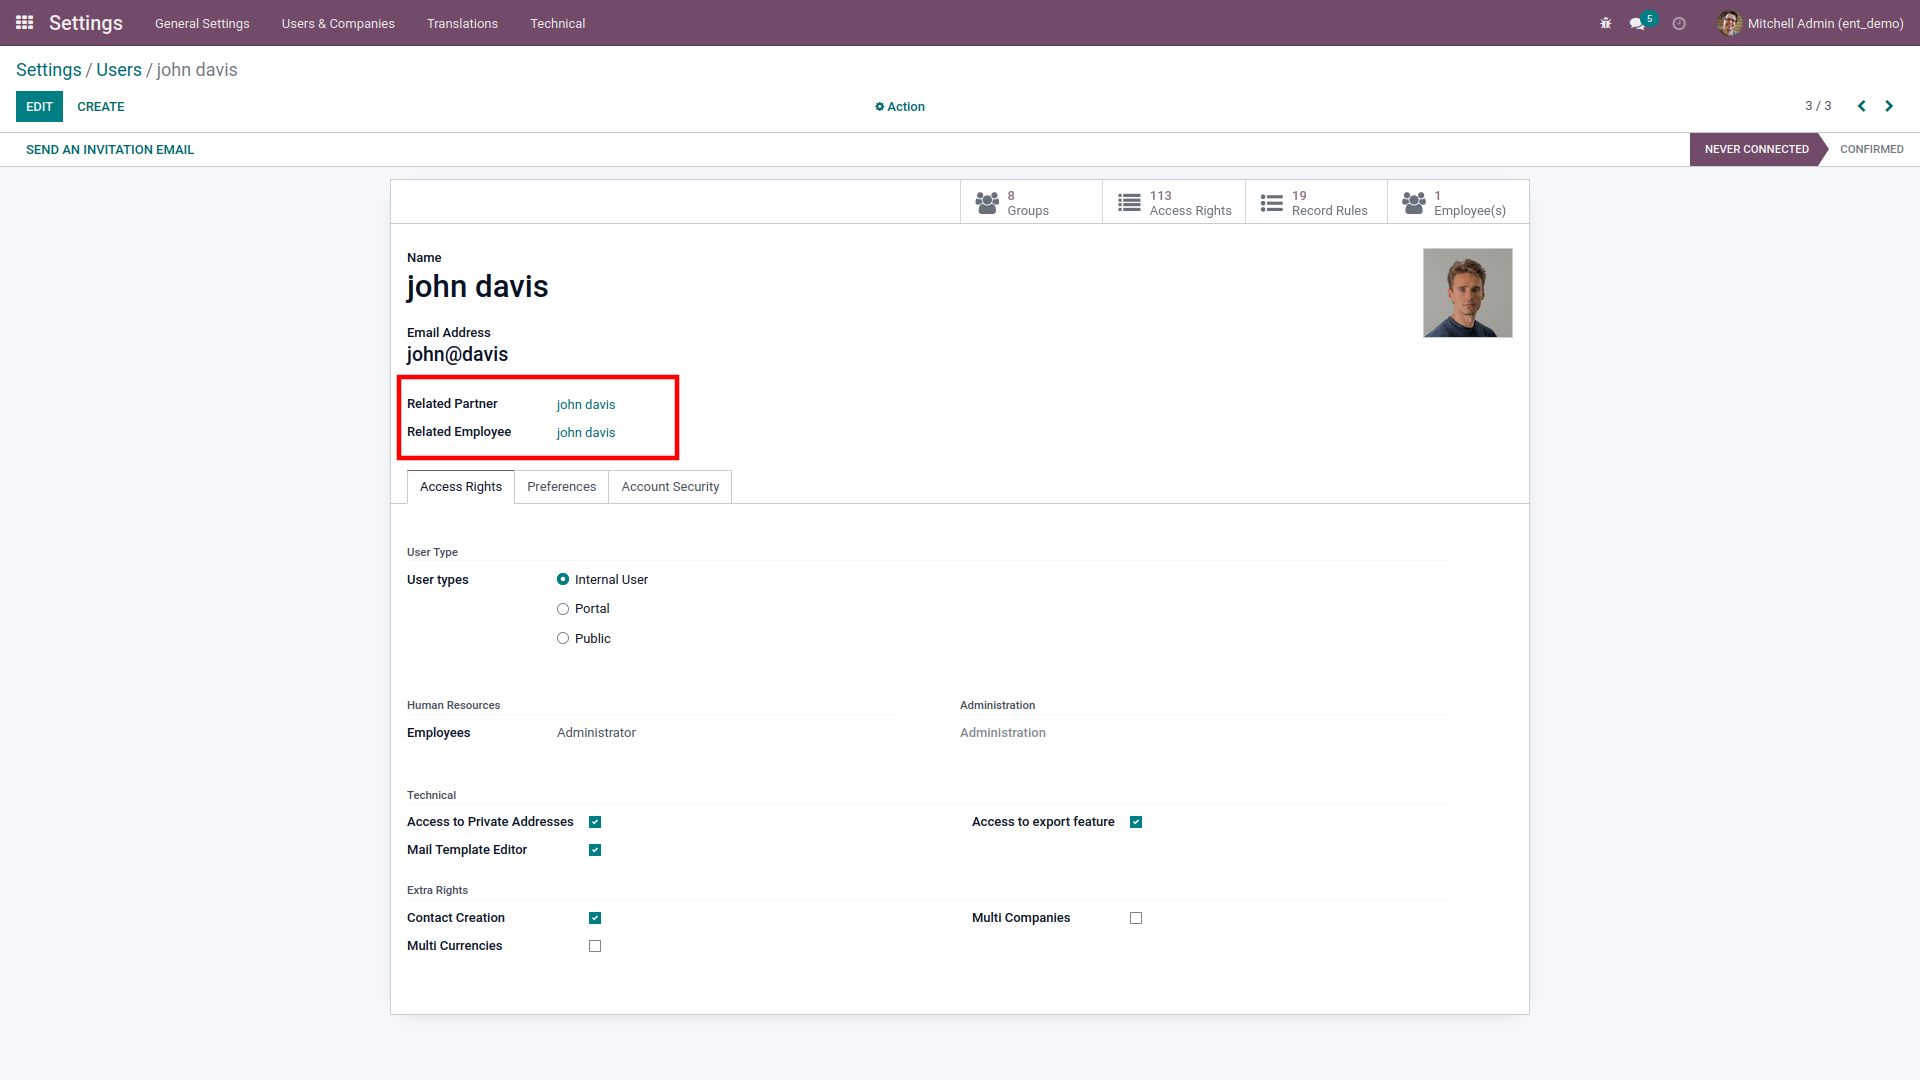 Settings General Settings Users & Companies Translations Technical 5 Mitchell Admin (ent_demo)
Settings / Users / john davis
EDIT CREATE Action 3 / 3
SEND AN INVITATION EMAIL NEVER CONNECTED CONFIRMED
8 113 19 1
Groups Access Rights Record Rules Employee(s)
Name
john davis
Email Address
john@davis
Related Partner john davis
Related Employee john davis
Access Rights Preferences Account Security
User Type
User types Internal User
Portal
Public
Human Resources Administration
Employees Administrator Administration
Technical
Access to Private Addresses Access to export feature
Mail Template Editor
Extra Rights
Contact Creation Multi Companies
Multi Currencies